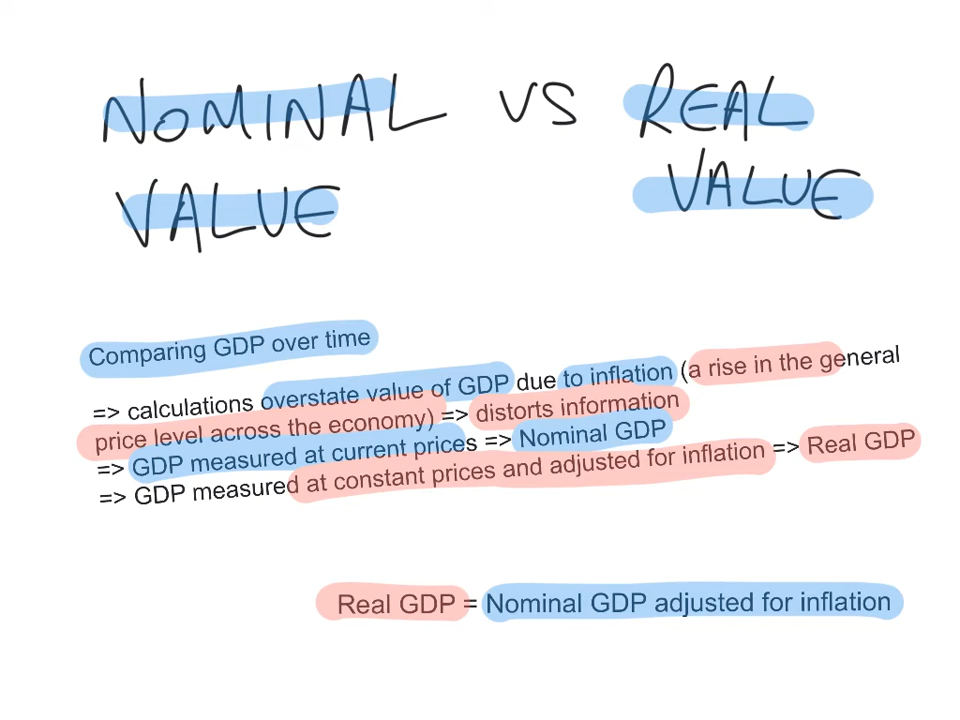 NOMINAL VS REAL
VALUE VALUE
Comparing GDP over time
=> calculations overstate value of GDP due to inflation (a rise in the general
price level across the economy) => distorts information
=> GDP measured at current prices => Nominal GDP
=> GDP measured at constant prices and adjusted for inflation => Real GDP
Real GDP = Nominal GDP adjusted for inflation